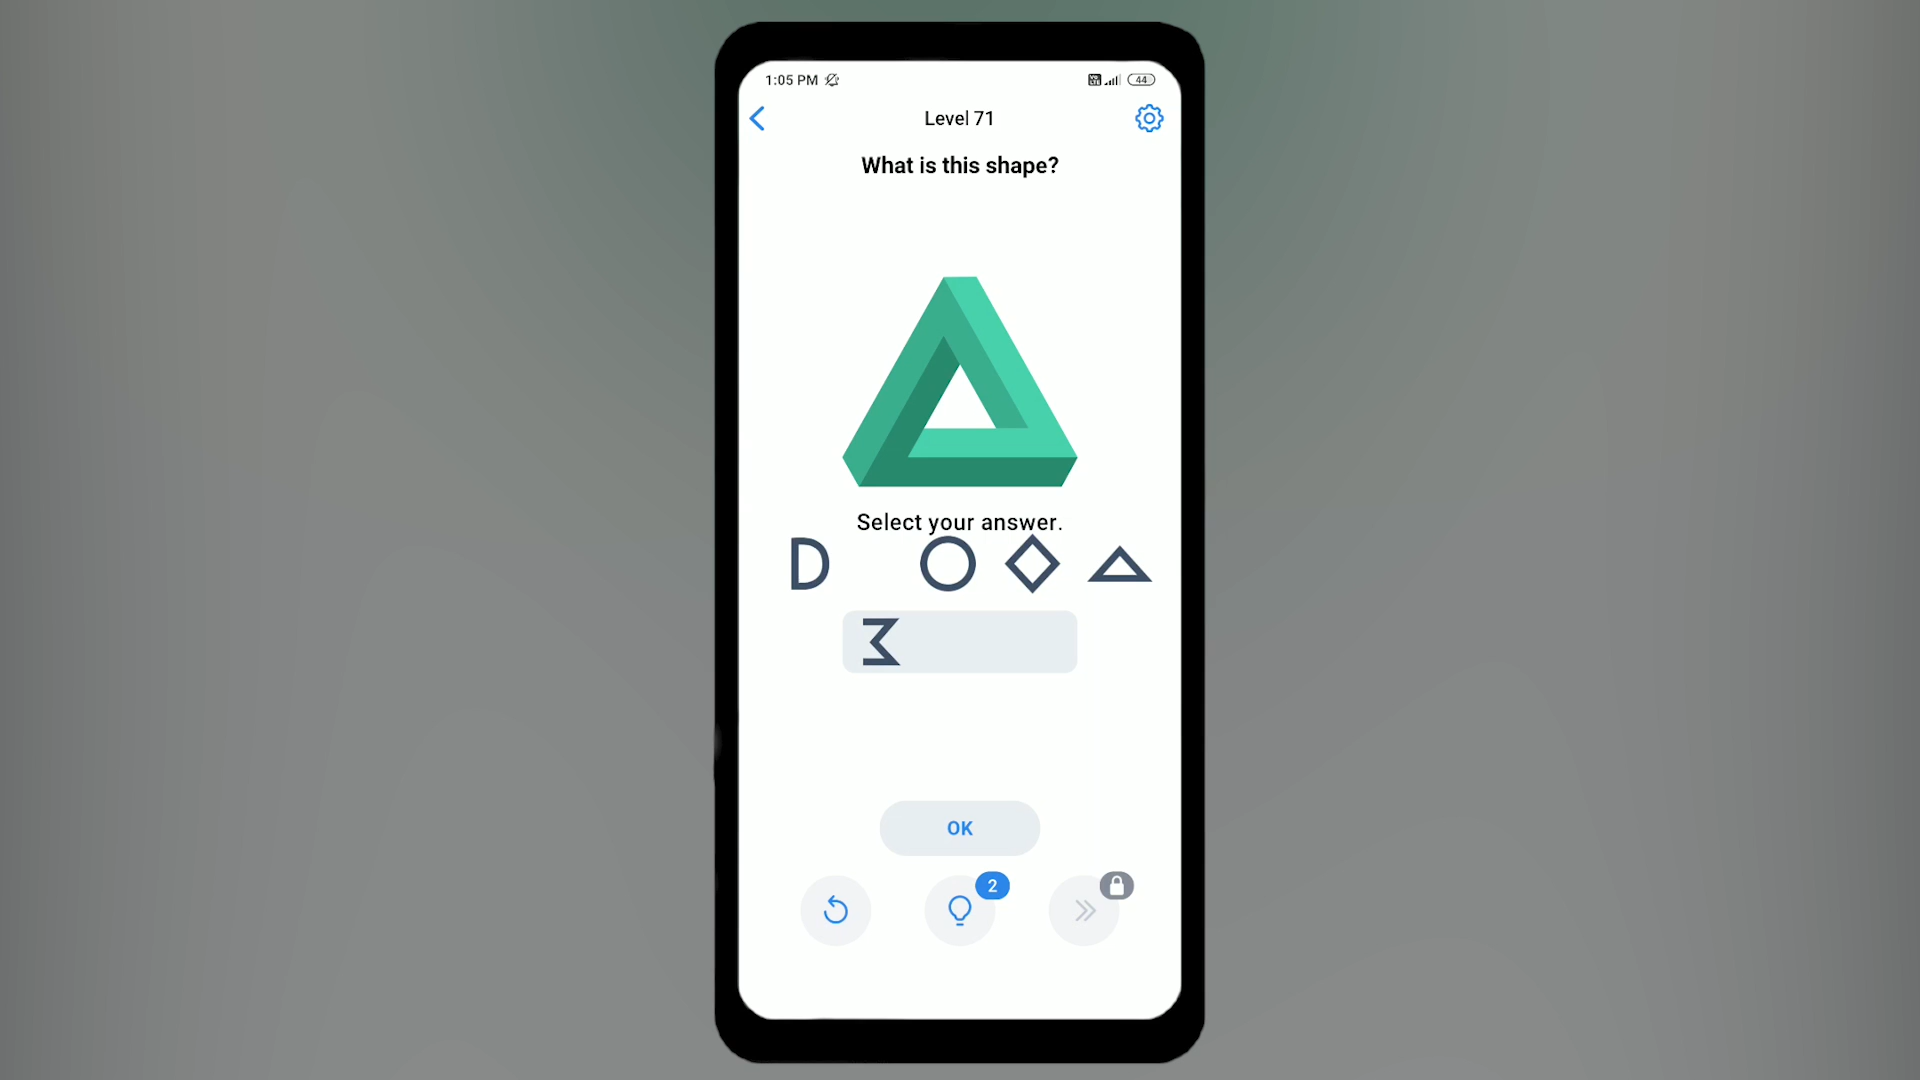 1:05 PM
44
Level 71
What is this shape?
Select your answer.
D
Σ
OK
2